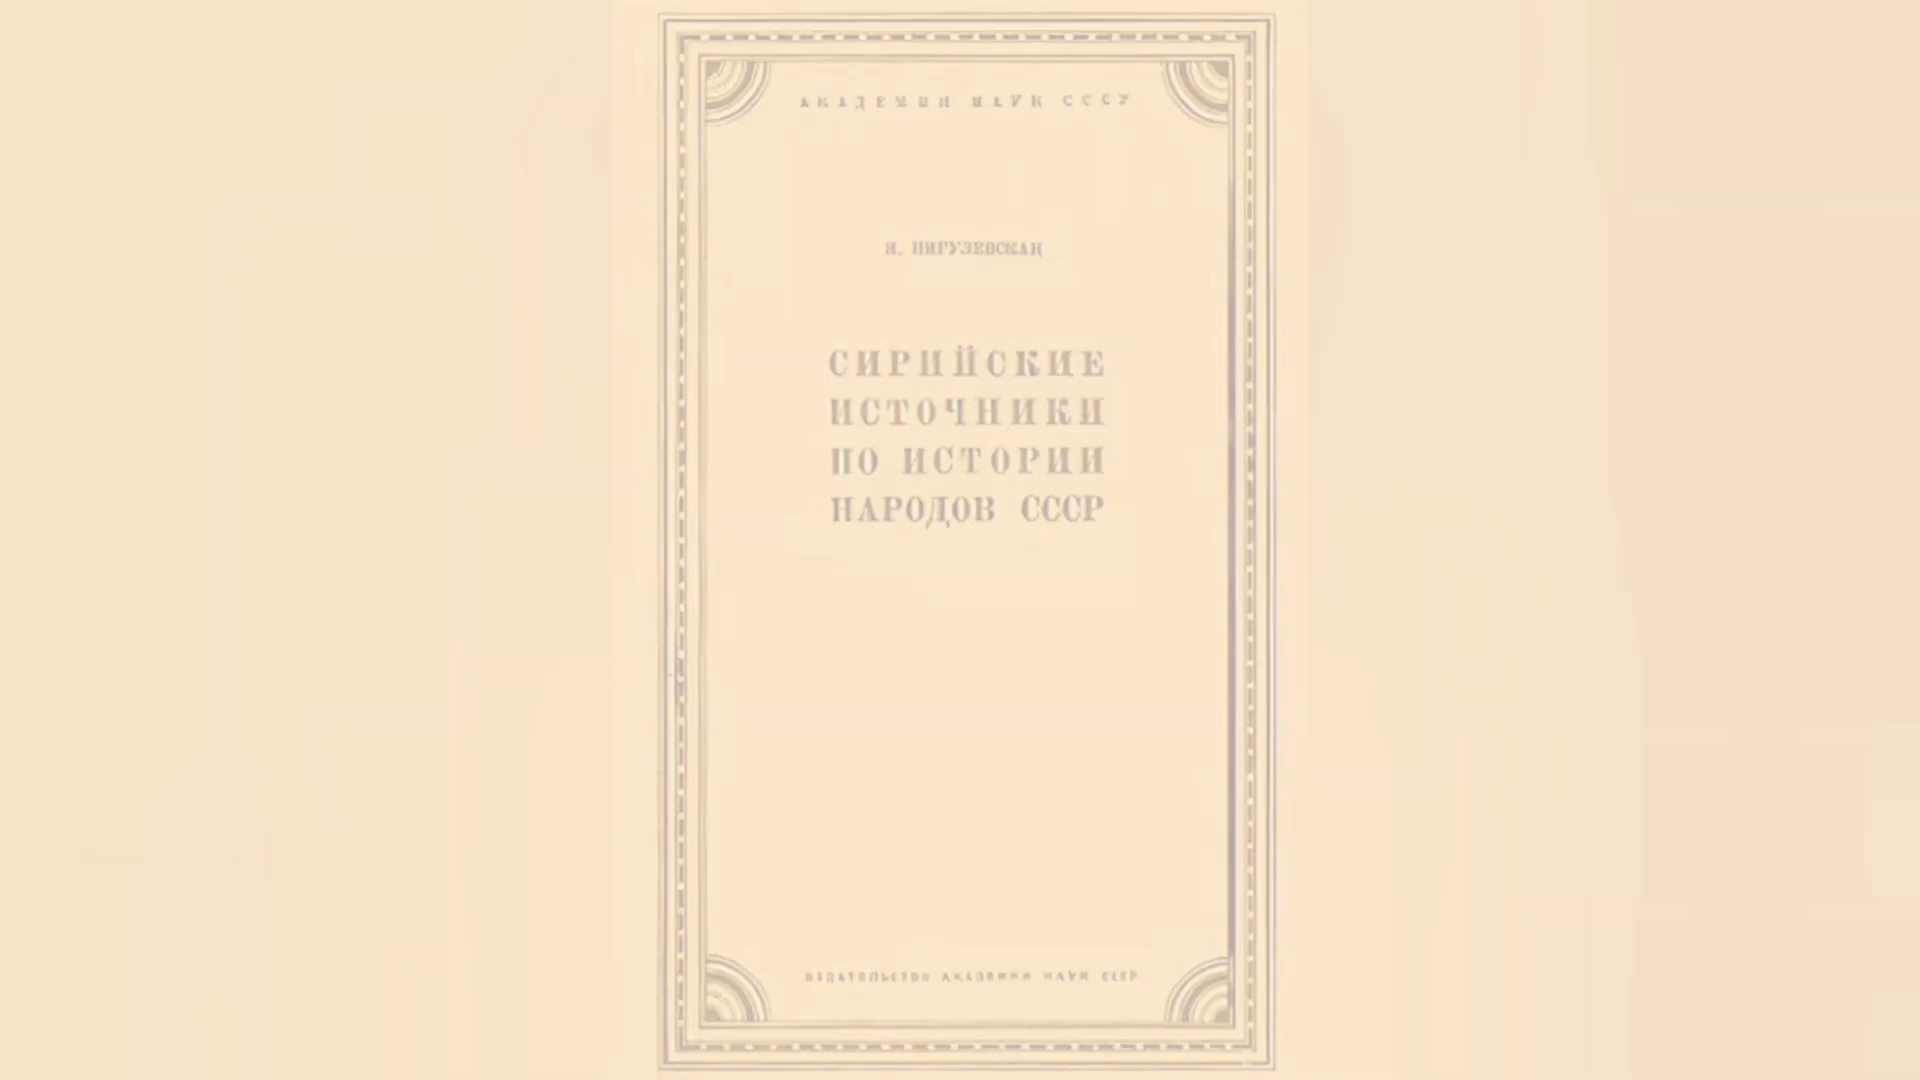 АКАДЕМИЯ НАУК СССР
Н. ПИГУЛЕВСКАЯ
СИРИЙСКИЕ
ИСТОЧНИКИ
ПО ИСТОРИИ
НАРОДОВ СССР
ИЗДАТЕЛЬСТВО АКАДЕМИИ НАУК СССР